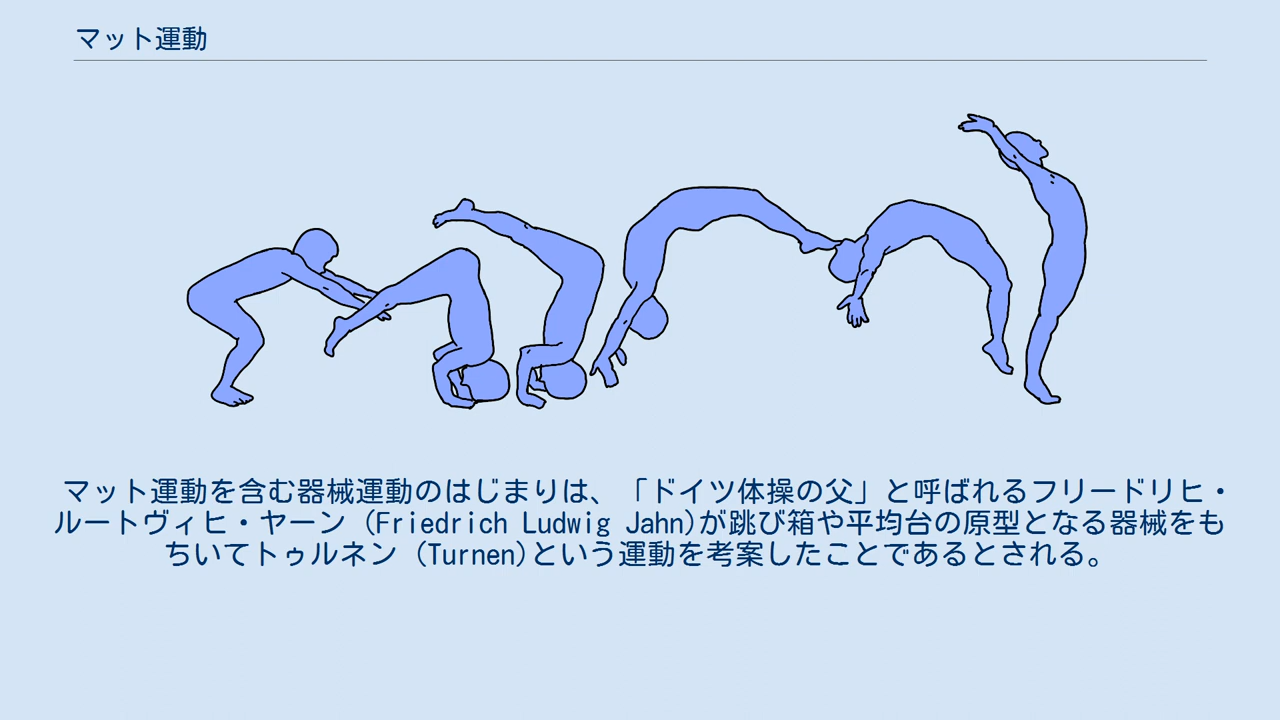 マット運動
マット運動を含む器械運動のはじまりは、「ドイツ体操の父」と呼ばれるフリードリヒ・
ルートヴィヒ・ヤーン (Friedrich Ludwig Jahn)が跳び箱や平均台の原型となる器械をも
ちいてトゥルネン (Turnen)という運動を考案したことであるとされる。